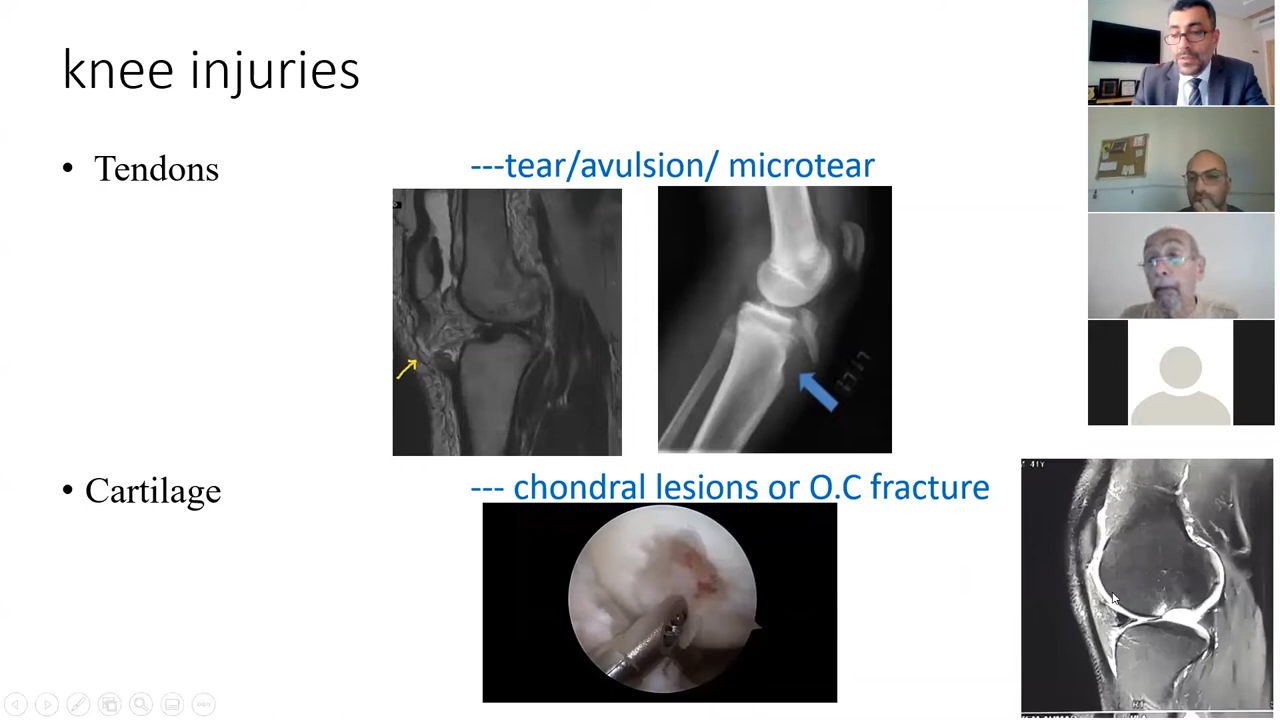 knee injuries
• Tendons ---tear/avulsion/ microtear
• Cartilage --- chondral lesions or O.C fracture